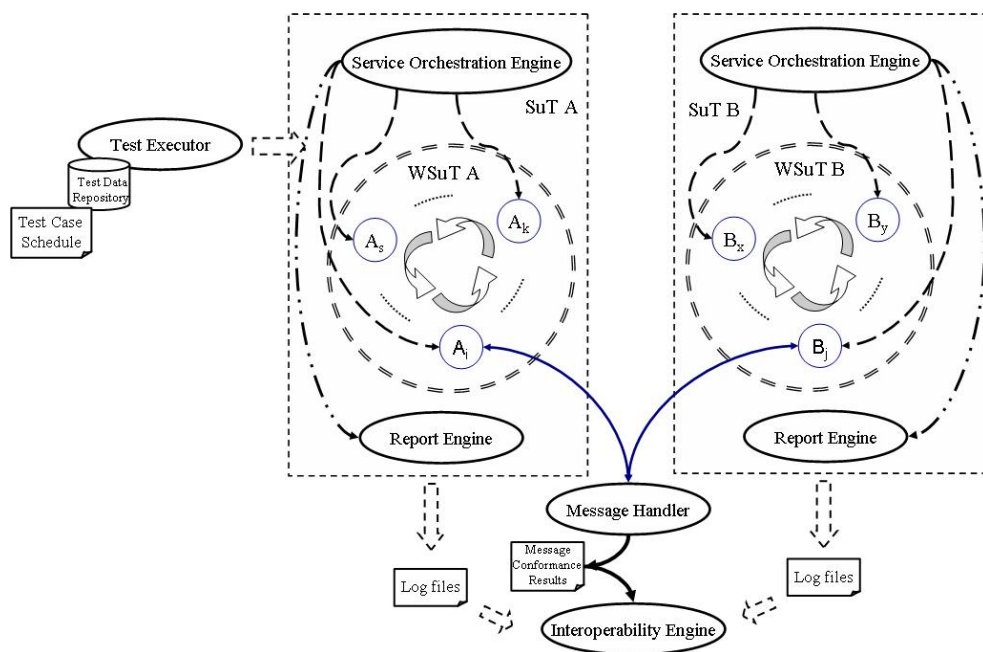 Service Orchestration Engine
SuT A
Service Orchestration Engine
SuT B
Test Executor
Test Data
Repository
Test Case
Schedule
WSuT A
As
Ak
Ai
WSuT B
Bx
By
Bj
Report Engine
Report Engine
Message Handler
Message
Conformance
Results
Log files
Log files
Interoperability Engine